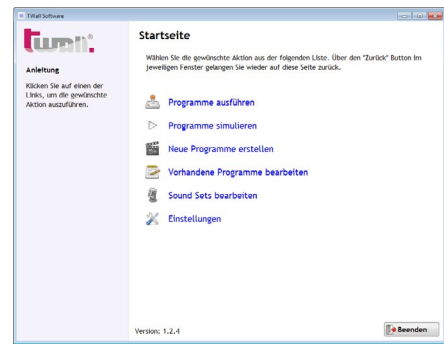 TWall Software
twall®
Startseite
Wählen Sie die gewünschte Aktion aus der folgenden Liste. Über den "Zurück" Button im
jeweiligen Fenster gelangen Sie wieder auf diese Seite zurück.
Anleitung
Klicken Sie auf einen der
Links, um die gewünschte
Aktion auszuführen.
Programme ausführen
Programme simulieren
Neue Programme erstellen
Vorhandene Programme bearbeiten
Sound Sets bearbeiten
Einstellungen
Version: 1.2.4
Beenden